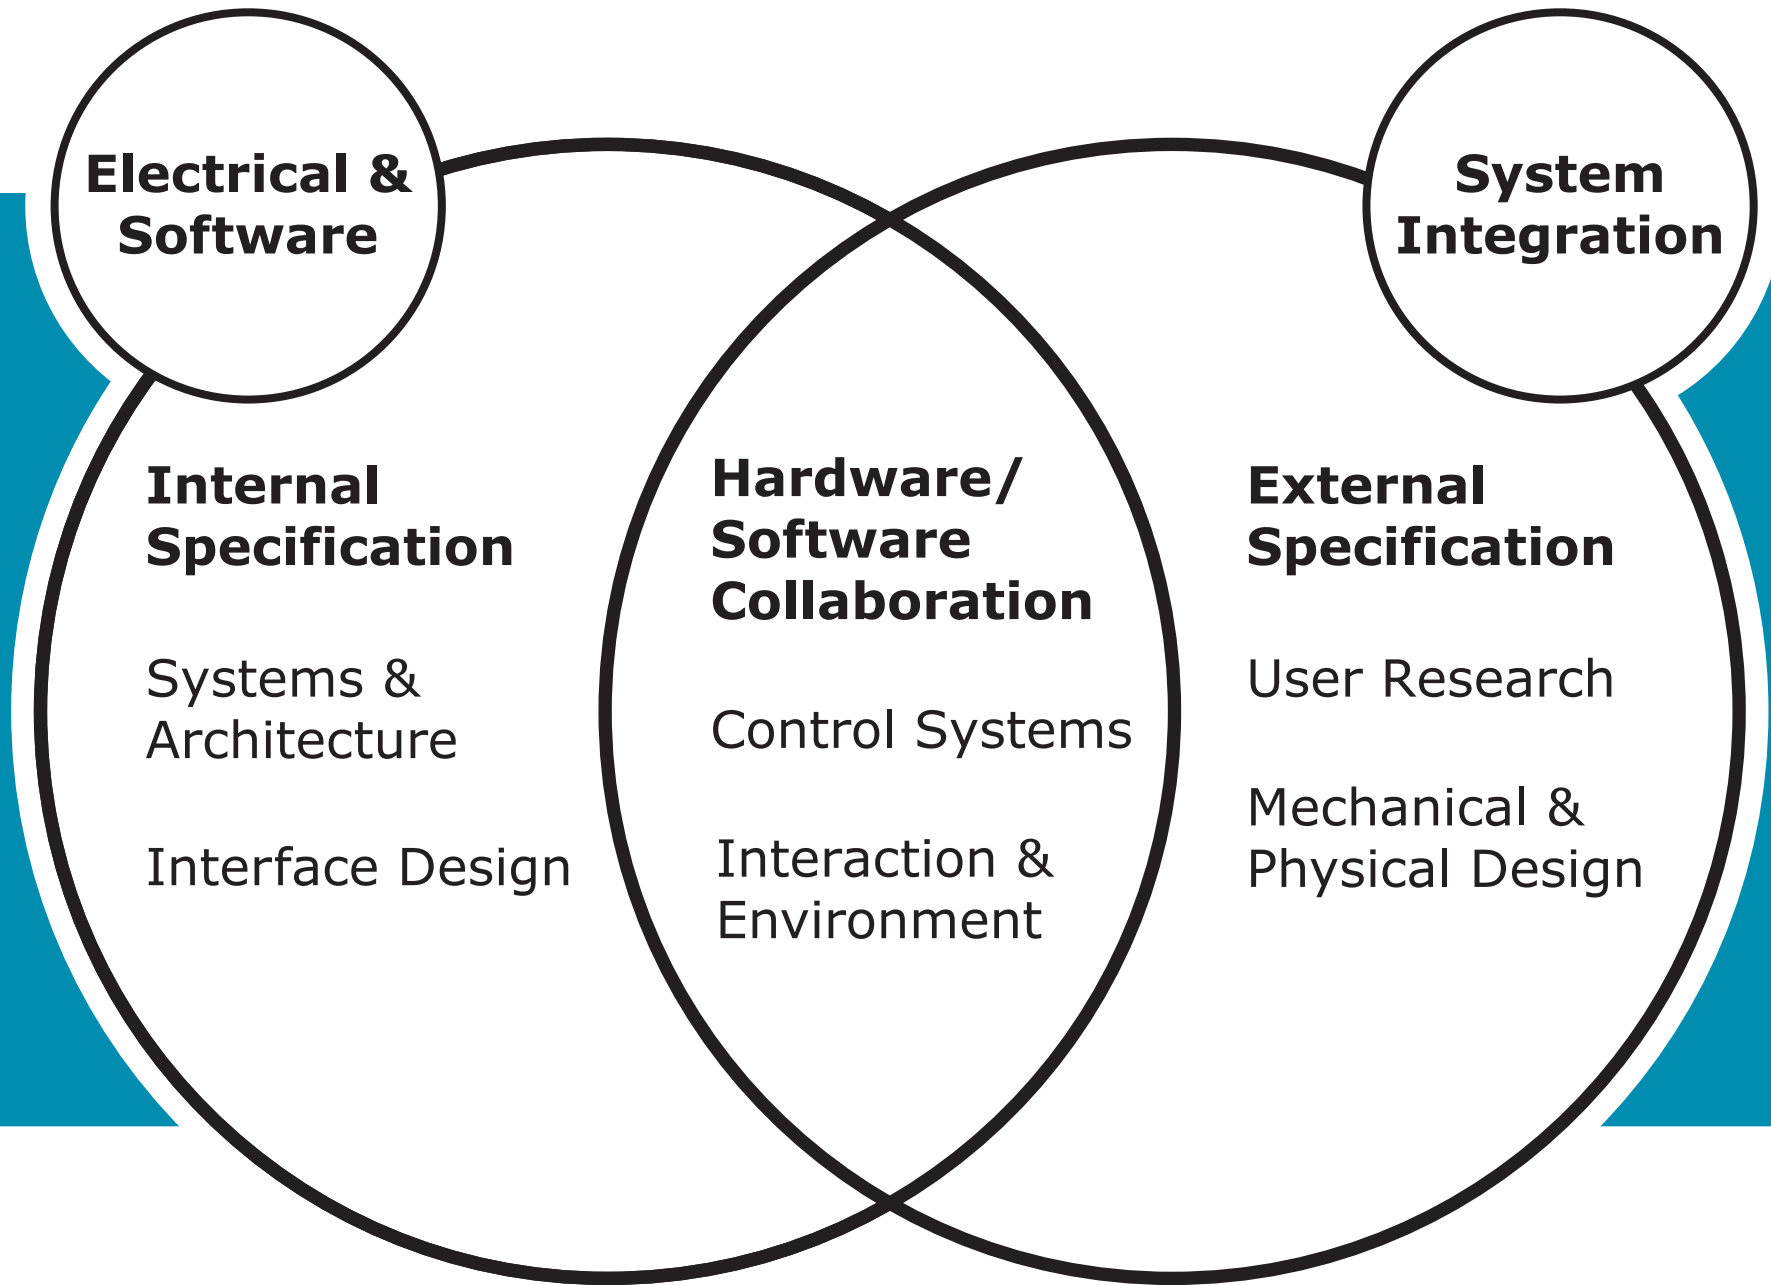 Electrical &
Software
System
Integration
Internal
Specification
Systems &
Architecture
Interface Design
Hardware/
Software
Collaboration
Control Systems
Interaction &
Environment
External
Specification
User Research
Mechanical &
Physical Design